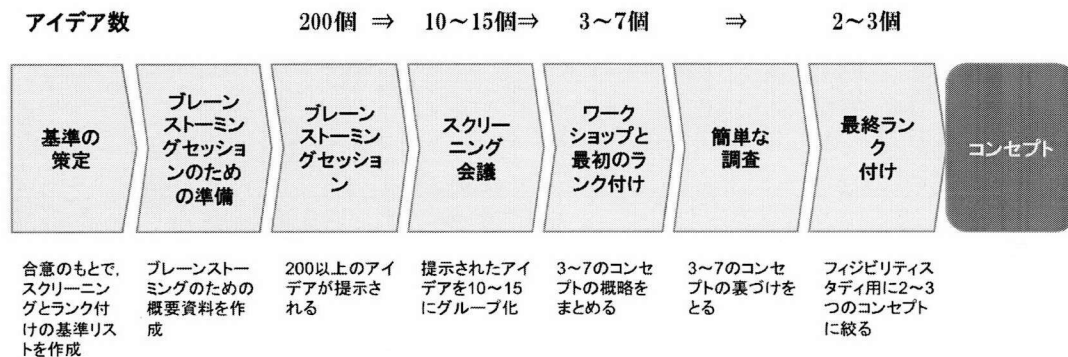 アイデア数 200個 ⇒ 10～15個⇒ 3～7個 ⇒ 2～3個
基準の
策定
ブレーン
ストーミン
グセッショ
ンのため
の準備
ブレーン
ストーミン
グセッショ
ン
スクリー
ニング
会議
ワーク
ショップと
最初のラ
ンク付け
簡単な
調査
最終ラン
ク
付け
コンセプト
合意のもとで,
スクリーニン
グとランク付
けの基準リス
トを作成
ブレーンストー
ミングのための
概要資料を作
成
200以上のアイ
デアが提示さ
れる
提示されたアイ
デアを10～15
にグループ化
3～7のコンセ
プトの概略を
まとめる
3～7のコンセ
プトの裏づけを
とる
フィジビリティス
タディ用に2～3
つのコンセプト
に絞る